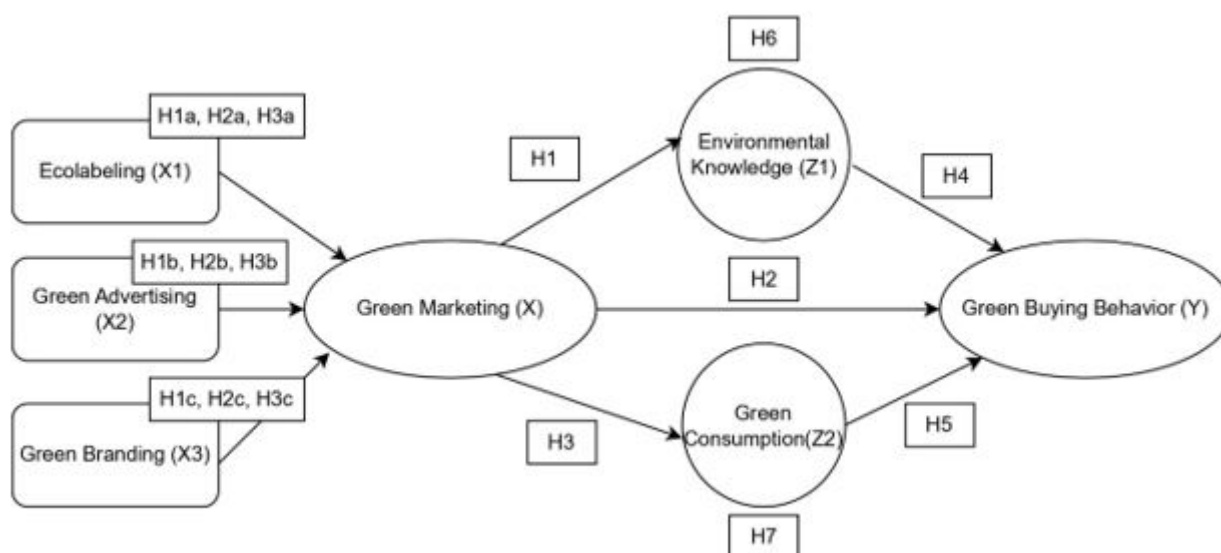 H6
H1a, H2a, H3a
Ecolabeling (X1)
H1
Environmental
Knowledge (Z1)
H4
H1b, H2b, H3b
Green Advertising
(X2)
Green Marketing (X)
H2
Green Buying Behavior (Y)
H1c, H2c, H3c
Green Branding (X3)
H3
Green
Consumption(Z2)
H5
H7